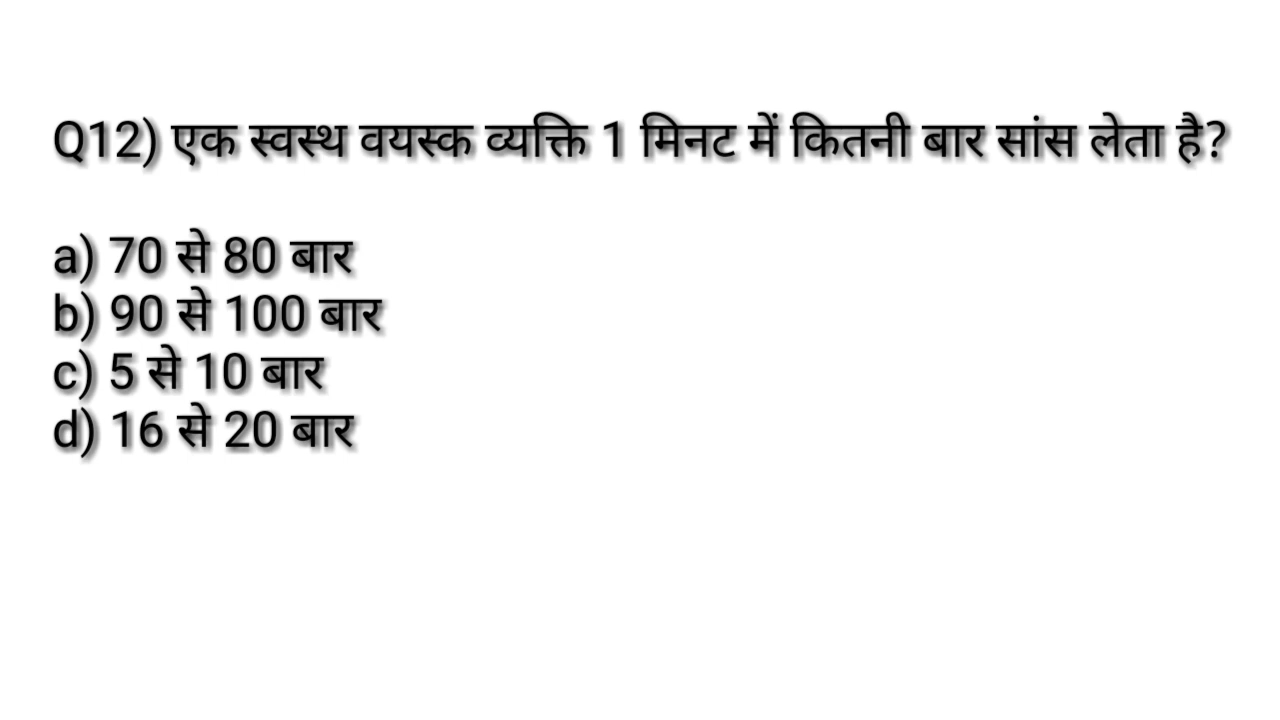 Q12) एक स्वस्थ वयस्क व्यक्ति 1 मिनट में कितनी बार सांस लेता है?
a) 70 से 80 बार
b) 90 से 100 बार
c) 5 से 10 बार
d) 16 से 20 बार